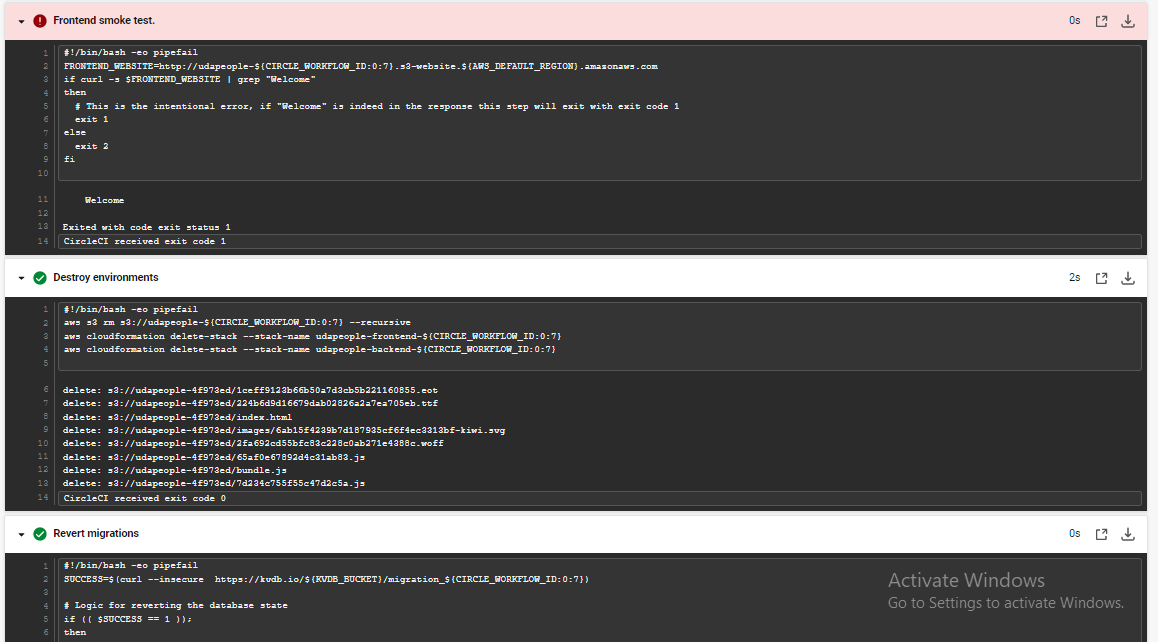 Frontend smoke test.
0s
1 #!/bin/bash -eo pipefail
2 FRONTEND_WEBSITE=http://udapeople-${CIRCLE_WORKFLOW_ID:0:7}.s3-website.${AWS_DEFAULT_REGION}.amazonaws.com
3 if curl -s $FRONTEND_WEBSITE | grep "Welcome"
4 then
5 # This is the intentional error, if "Welcome" is indeed in the response this step will exit with exit code 1
6 exit 1
7 else
8 exit 2
9 fi
10
11 Welcome
12
13 Exited with code exit status 1
14 CircleCI received exit code 1
Destroy environments
2s
1 #!/bin/bash -eo pipefail
2 aws s3 rm s3://udapeople-${CIRCLE_WORKFLOW_ID:0:7} --recursive
3 aws cloudformation delete-stack --stack-name udapeople-frontend-${CIRCLE_WORKFLOW_ID:0:7}
4 aws cloudformation delete-stack --stack-name udapeople-backend-${CIRCLE_WORKFLOW_ID:0:7}
5
6 delete: s3://udapeople-4f973ed/1ceff9123b66b50a7d3cb5b221160855.eot
7 delete: s3://udapeople-4f973ed/224b6d9d16679dab02826a2a7ea705eb.ttf
8 delete: s3://udapeople-4f973ed/index.html
9 delete: s3://udapeople-4f973ed/images/6ab15f4239b7d187935cf6f4ec3313bf-kiwi.svg
10 delete: s3://udapeople-4f973ed/2fa692cd55bfc83c228c0ab271e4388c.woff
11 delete: s3://udapeople-4f973ed/65af0e67892d4c31ab83.js
12 delete: s3://udapeople-4f973ed/bundle.js
13 delete: s3://udapeople-4f973ed/7d234c755f55c47d2c5a.js
14 CircleCI received exit code 0
Revert migrations
0s
1 #!/bin/bash -eo pipefail
2 SUCCESS=$(curl --insecure  https://kvdb.io/${KVDB_BUCKET}/migration_${CIRCLE_WORKFLOW_ID:0:7})
3
4 # Logic for reverting the database state
5 if (( $SUCCESS == 1 ));
6 then
Activate Windows
Go to Settings to activate Windows.